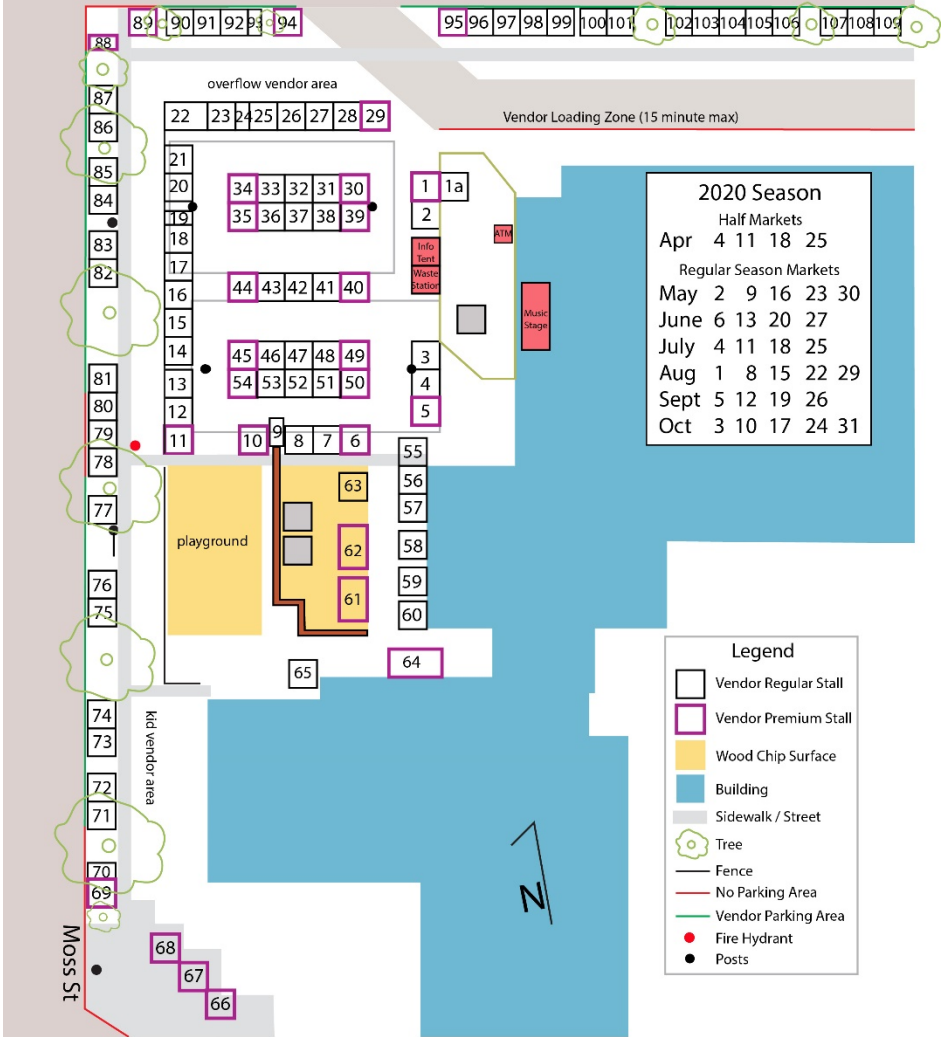 89 90 91 92 93 94 95 96 97 98 99 100 101 102 103 104 105 106 107 108 109
88
overflow vendor area
87
86
22 23 24 25 26 27 28 29
Vendor Loading Zone (15 minute max)
21
85
20
84
34 33 32 31 30
1 1a
19
35 36 37 38 39
2
18
83
82
17
Info
Tent
Waste
Station
ATM
16
44 43 42 41 40
Music
Stage
15
14
45 46 47 48 49
3
81
13
54 53 52 51 50
4
80
12
5
79
11 10 9 8 7 6
78
55
63
56
77
57
playground
62
58
76
61
59
75
60
65
64
74
73
kid vendor area
72
71
70
69
68
67
66
Moss St
N
2020 Season
Half Markets
Apr 4 11 18 25
Regular Season Markets
May 2 9 16 23 30
June 6 13 20 27
July 4 11 18 25
Aug 1 8 15 22 29
Sept 5 12 19 26
Oct 3 10 17 24 31
Legend
Vendor Regular Stall
Vendor Premium Stall
Wood Chip Surface
Building
Sidewalk / Street
Tree
Fence
No Parking Area
Vendor Parking Area
Fire Hydrant
Posts